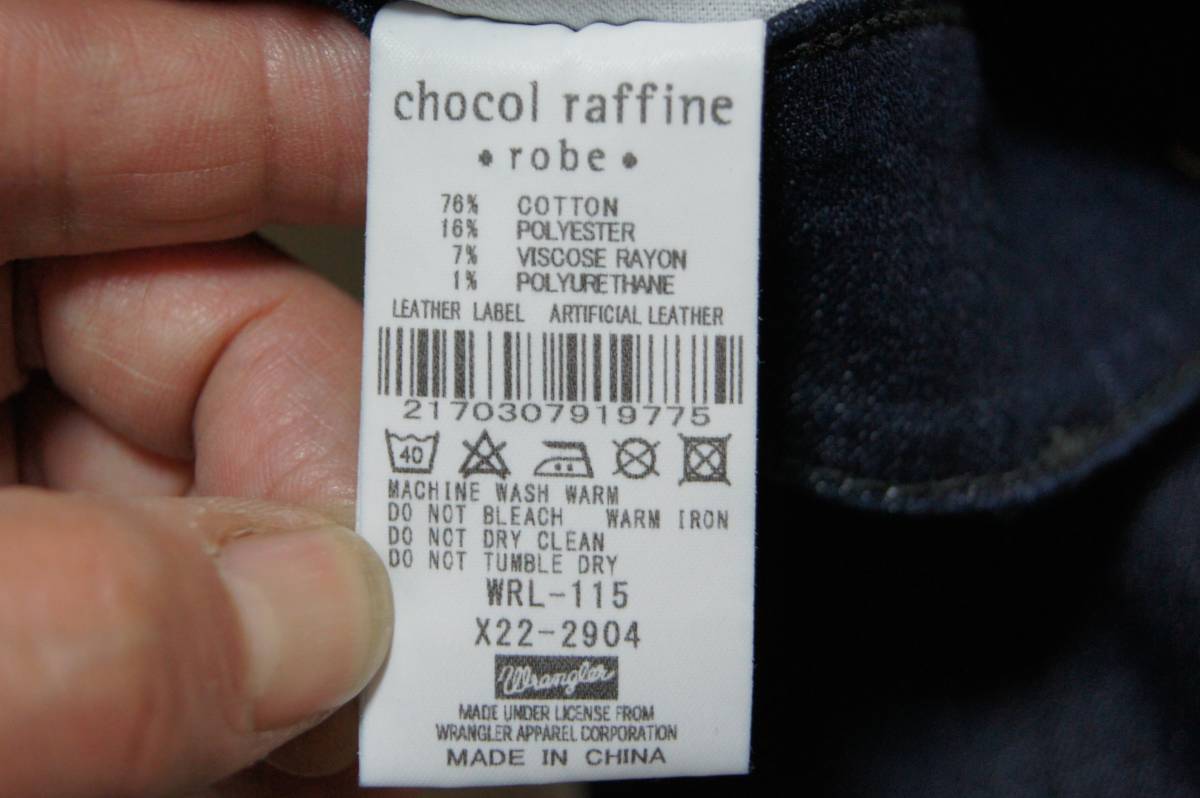 chocol raffine
• robe •
76% COTTON
16% POLYESTER
7% VISCOSE RAYON
1% POLYURETHANE
LEATHER LABEL ARTIFICIAL LEATHER
2170307919775
40
MACHINE WASH WARM
DO NOT BLEACH WARM IRON
DO NOT DRY CLEAN
DO NOT TUMBLE DRY
WRL-115
X22-2904
Wrangler
MADE UNDER LICENSE FROM
WRANGLER APPAREL CORPORATION
MADE IN CHINA